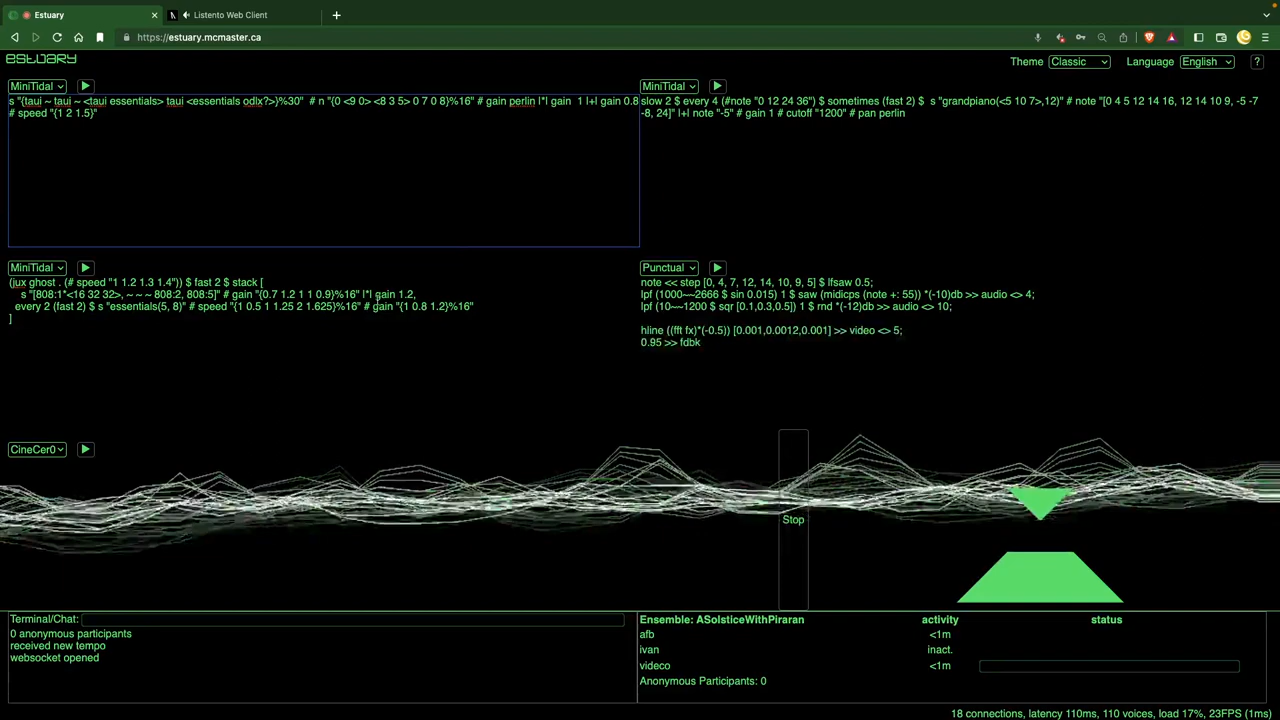 Estuary
Listento Web Client
https://estuary.mcmaster.ca
estuary
Theme Classic Language English ?
MiniTidal
s "{taui ~ taui ~ <taui essentials> taui <essentials odlx?>}%30" # n "{0 <9 0> <8 3 5> 0 7 0 8}%16" # gain perlin |*| gain 1 |+| gain 0.8
# speed "{1 2 1.5}"
MiniTidal
slow 2 $ every 4 (#note "0 12 24 36") $ sometimes (fast 2) $ s "grandpiano(<5 10 7>,12)" # note "[0 4 5 12 14 16, 12 14 10 9, -5 -7
-8, 24]" |+| note "-5" # gain 1 # cutoff "1200" # pan perlin
MiniTidal
(jux ghost . (# speed "1 1.2 1.3 1.4")) $ fast 2 $ stack [
s "[808:1*<16 32 32>, ~ ~ ~ 808:2, 808:5]" # gain "{0.7 1.2 1 1 0.9}%16" |*| gain 1.2,
every 2 (fast 2) $ s "essentials(5, 8)" # speed "{1 0.5 1 1.25 2 1.625}%16" # gain "{1 0.8 1.2}%16"
]
Punctual
note << step [0, 4, 7, 12, 14, 10, 9, 5] $ lfsaw 0.5;
lpf (1000~~2666 $ sin 0.015) 1 $ saw (midicps (note +: 55)) *(-10)db >> audio <> 4;
lpf (10~~1200 $ sqr [0.1,0.3,0.5]) 1 $ rnd *(-12)db >> audio <> 10;
hline ((fft fx)*(-0.5)) [0.001,0.0012,0.001] >> video <> 5;
0.95 >> fdbk
CineCer0
Stop
Terminal/Chat:
0 anonymous participants
received new tempo
websocket opened
Ensemble: ASolsticeWithPiraran activity status
afb <1m
ivan inact.
videco <1m
Anonymous Participants: 0
18 connections, latency 110ms, 110 voices, load 17%, 23FPS (1ms)